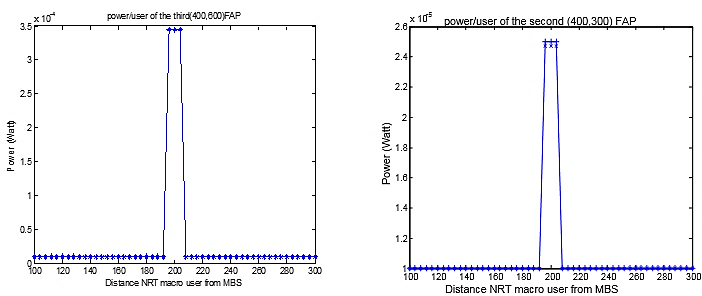 power/user of the third(400,600)FAP
x 10⁻⁴
3.5
3
2.5
2
1.5
1
0.5
0
100 120 140 160 180 200 220 240 260 280 300
Distance NRT macro user from MBS
Power (Watt)
power/user of the second (400,300) FAP
x 10⁻⁵
2.6
2.4
2.2
2
1.8
1.6
1.4
1.2
1
100 120 140 160 180 200 220 240 260 280 300
Distance NRT macro user from MBS
Power (Watt)